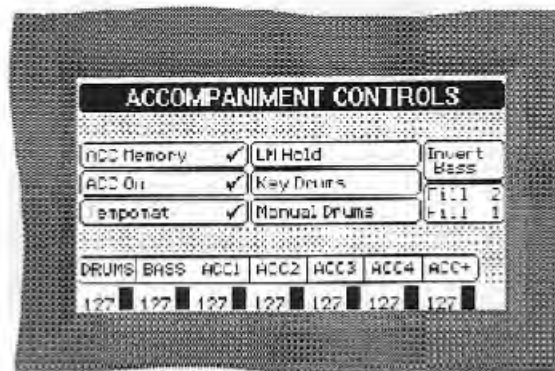 ACCOMPANIMENT CONTROLS
ACC Memory ✓ LM Hold Invert Bass
ACC On ✓ Key Drums Fill 2
Tempomat ✓ Manual Drums Fill 1
DRUMS BASS ACC1 ACC2 ACC3 ACC4 ACC+
127 127 127 127 127 127 127